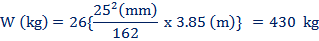 W (kg) = 26{25²(mm)/162 x 3.85 (m)} = 430 kg